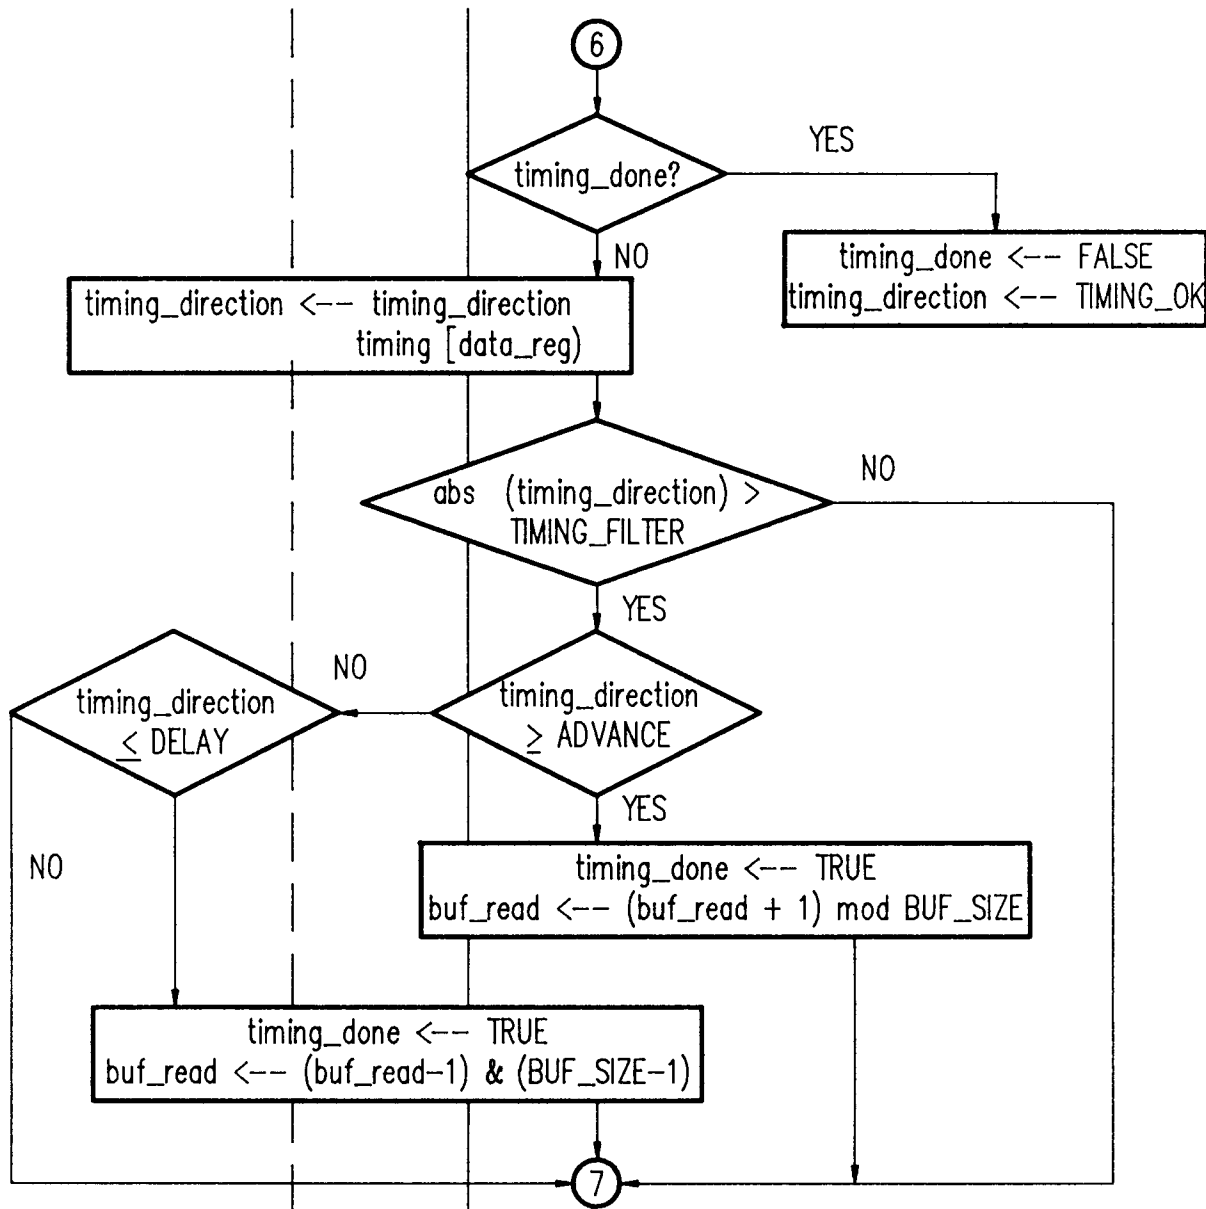 6
YES
timing_done?
NO
timing_done <-- FALSE
timing_direction <-- TIMING_OK
timing_direction <-- timing_direction
timing [data_reg)
NO
abs (timing_direction) >
TIMING_FILTER
YES
NO
timing_direction
≤ DELAY
timing_direction
≥ ADVANCE
YES
NO
timing_done <-- TRUE
buf_read <-- (buf_read + 1) mod BUF_SIZE
timing_done <-- TRUE
buf_read <-- (buf_read-1) & (BUF_SIZE-1)
7